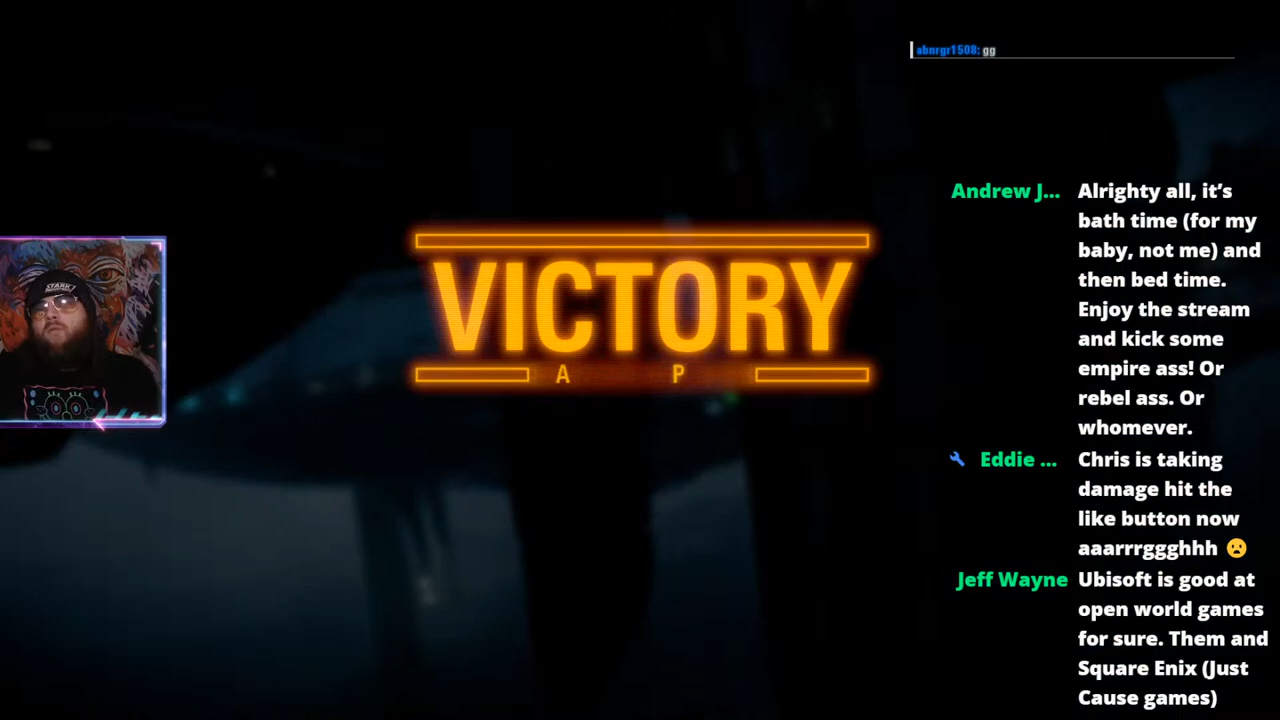 abnrgr1508: gg
VICTORY
A P
STARK
Andrew J... Alrighty all, it’s
bath time (for my
baby, not me) and
then bed time.
Enjoy the stream
and kick some
empire ass! Or
rebel ass. Or
whomever.
Eddie ... Chris is taking
damage hit the
like button now
aaarrrggghhh 😦
Jeff Wayne Ubisoft is good at
open world games
for sure. Them and
Square Enix (Just
Cause games)